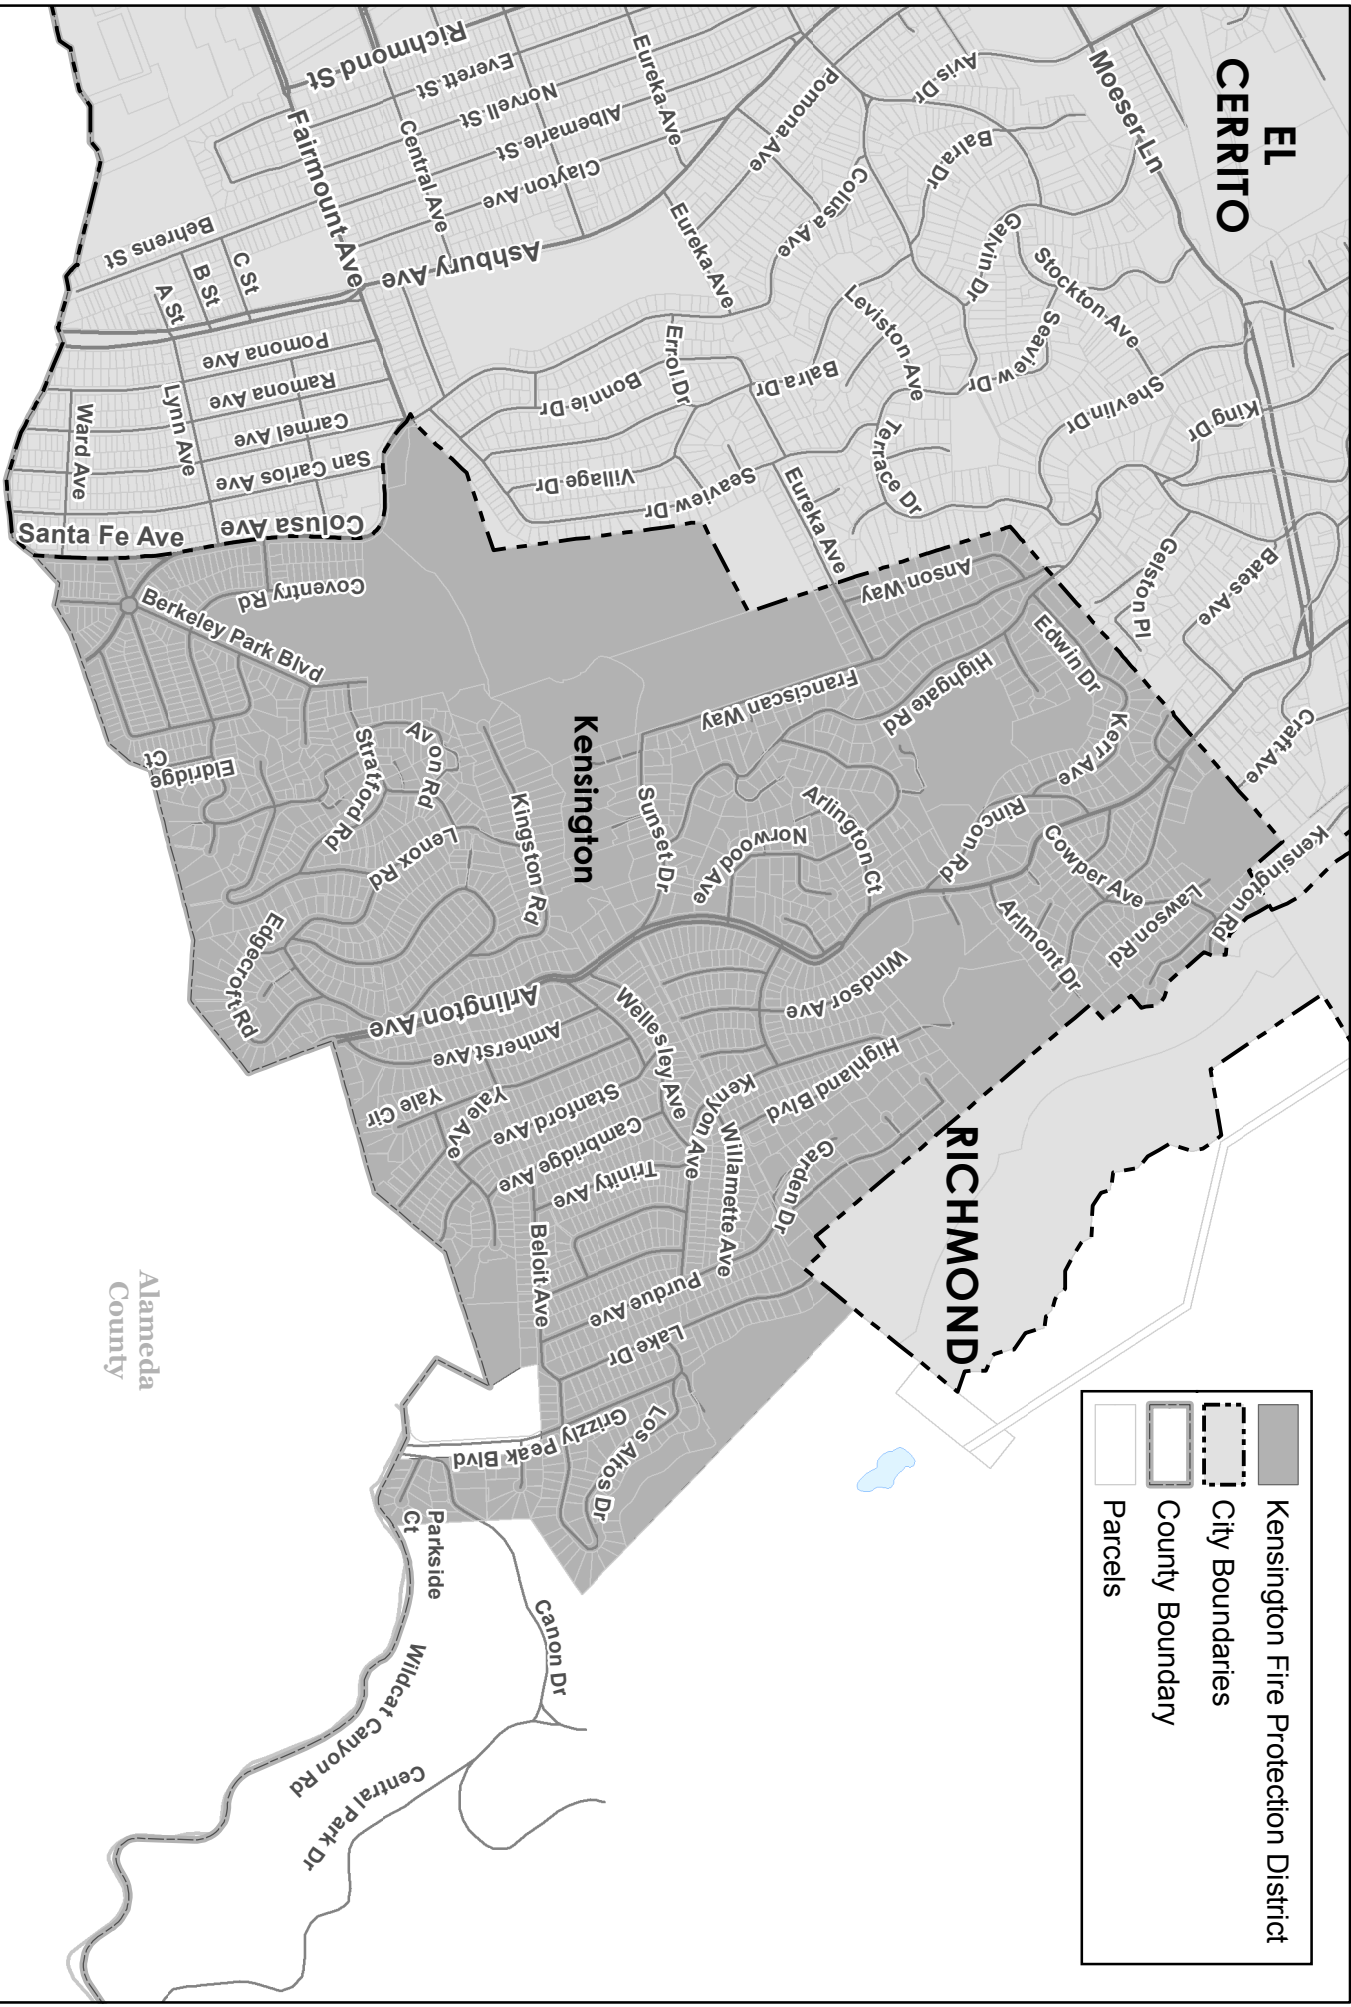 EL
CERRITO
RICHMOND
Kensington
Alameda
County
Kensington Fire Protection District
City Boundaries
County Boundary
Parcels
Richmond St
Everett St
Norvell St
Albemarle St
Clayton Ave
Eureka Ave
Central Ave
Fairmount Ave
Behrens St
C St
B St
A St
Ashbury Ave
Pomona Ave
Avis Dr
Moeser Ln
Balra Dr
Colusa Ave
Eureka Ave
Galvin Dr
Stockton Ave
Seaview Dr
Leviston Ave
Shevlin Dr
King Dr
Balra Dr
Errol Dr
Bonnie Dr
Terrace Dr
Village Dr
Seaview Dr
Eureka Ave
Pomona Ave
Ramona Ave
Carmel Ave
San Carlos Ave
Lynn Ave
Ward Ave
Colusa Ave
Santa Fe Ave
Gelston Pl
Bates Ave
Craft Ave
Anson Way
Edwin Dr
Highgate Rd
Franciscan Way
Kerr Ave
Coventry Rd
Berkeley Park Blvd
Eldridge
Ct
Stratford Rd
Avon Rd
Lenox Rd
Kingston Rd
Sunset Dr
Norwood Ave
Arlington Ct
Rincon Rd
Cowper Ave
Lawson Rd
Kensington Rd
Arlmont Dr
Edgecroft Rd
Arlington Ave
Amherst Ave
Wellesley Ave
Windsor Ave
Highland Blvd
Kenyon Ave
Willamette Ave
Garden Dr
Yale Cir
Yale Ave
Stanford Ave
Cambridge Ave
Trinity Ave
Beloit Ave
Purdue Ave
Lake Dr
Grizzly Peak Blvd
Los Altos Dr
Parkside
Ct
Canon Dr
Wildcat Canyon Rd
Central Park Dr